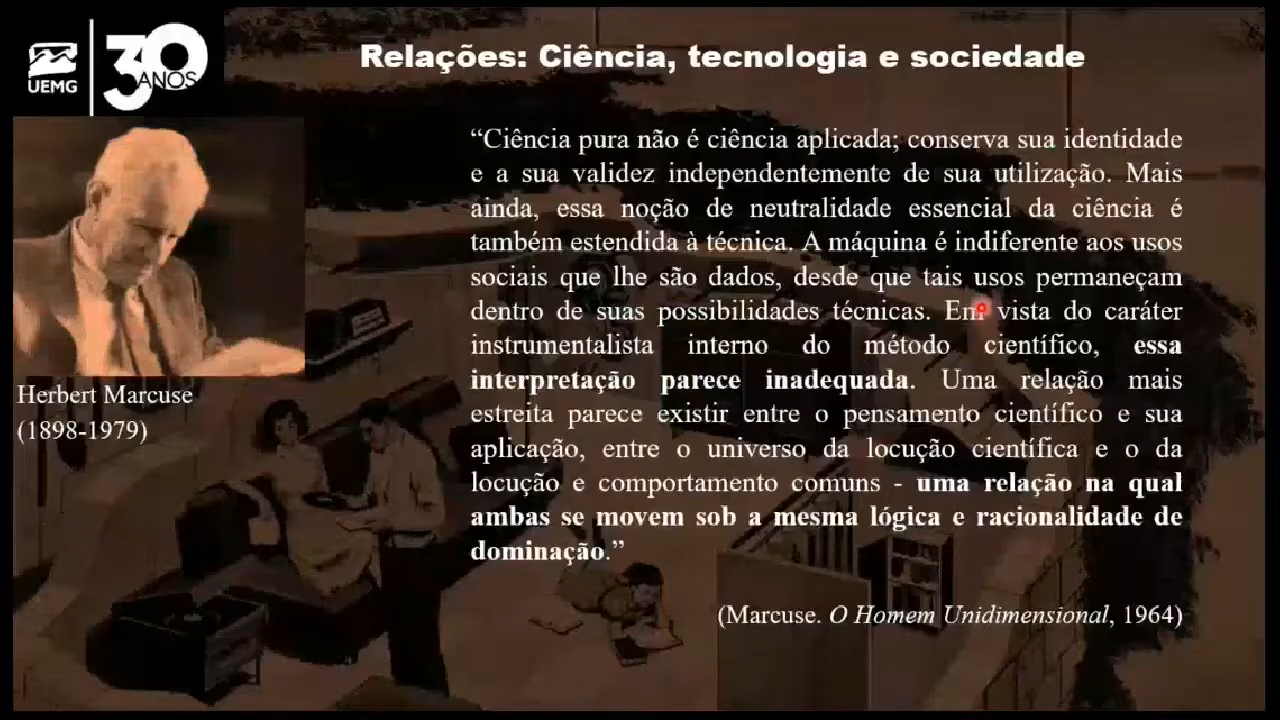 UEMG
30
ANOS
Relações: Ciência, tecnologia e sociedade
“Ciência pura não é ciência aplicada; conserva sua identidade
e a sua validez independentemente de sua utilização. Mais
ainda, essa noção de neutralidade essencial da ciência é
também estendida à técnica. A máquina é indiferente aos usos
sociais que lhe são dados, desde que tais usos permaneçam
dentro de suas possibilidades técnicas. Em vista do caráter
instrumentalista interno do método científico, essa
interpretação parece inadequada. Uma relação mais
estreita parece existir entre o pensamento científico e sua
aplicação, entre o universo da locução científica e o da
locução e comportamento comuns - uma relação na qual
ambas se movem sob a mesma lógica e racionalidade de
dominação.”
(Marcuse. O Homem Unidimensional, 1964)
Herbert Marcuse
(1898-1979)